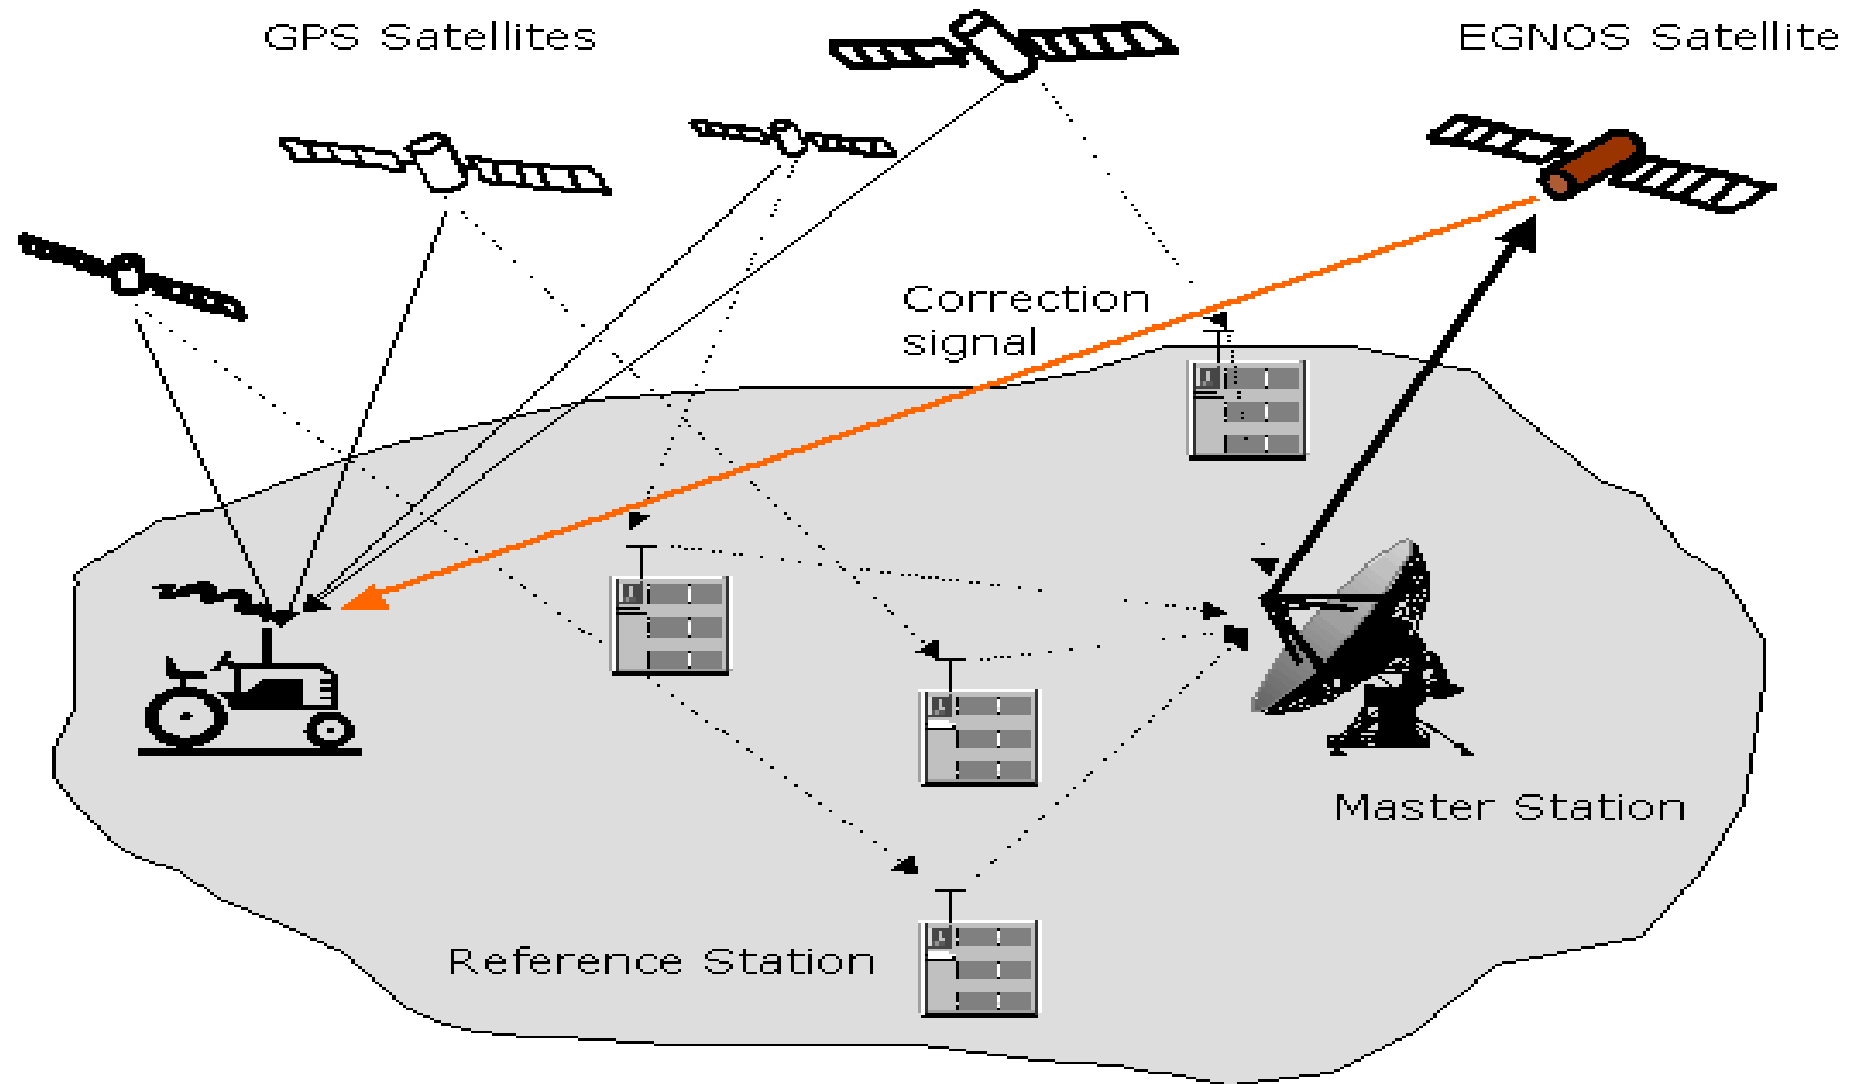 GPS Satellites
EGNOS Satellite
Correction
signal
Master Station
Reference Station